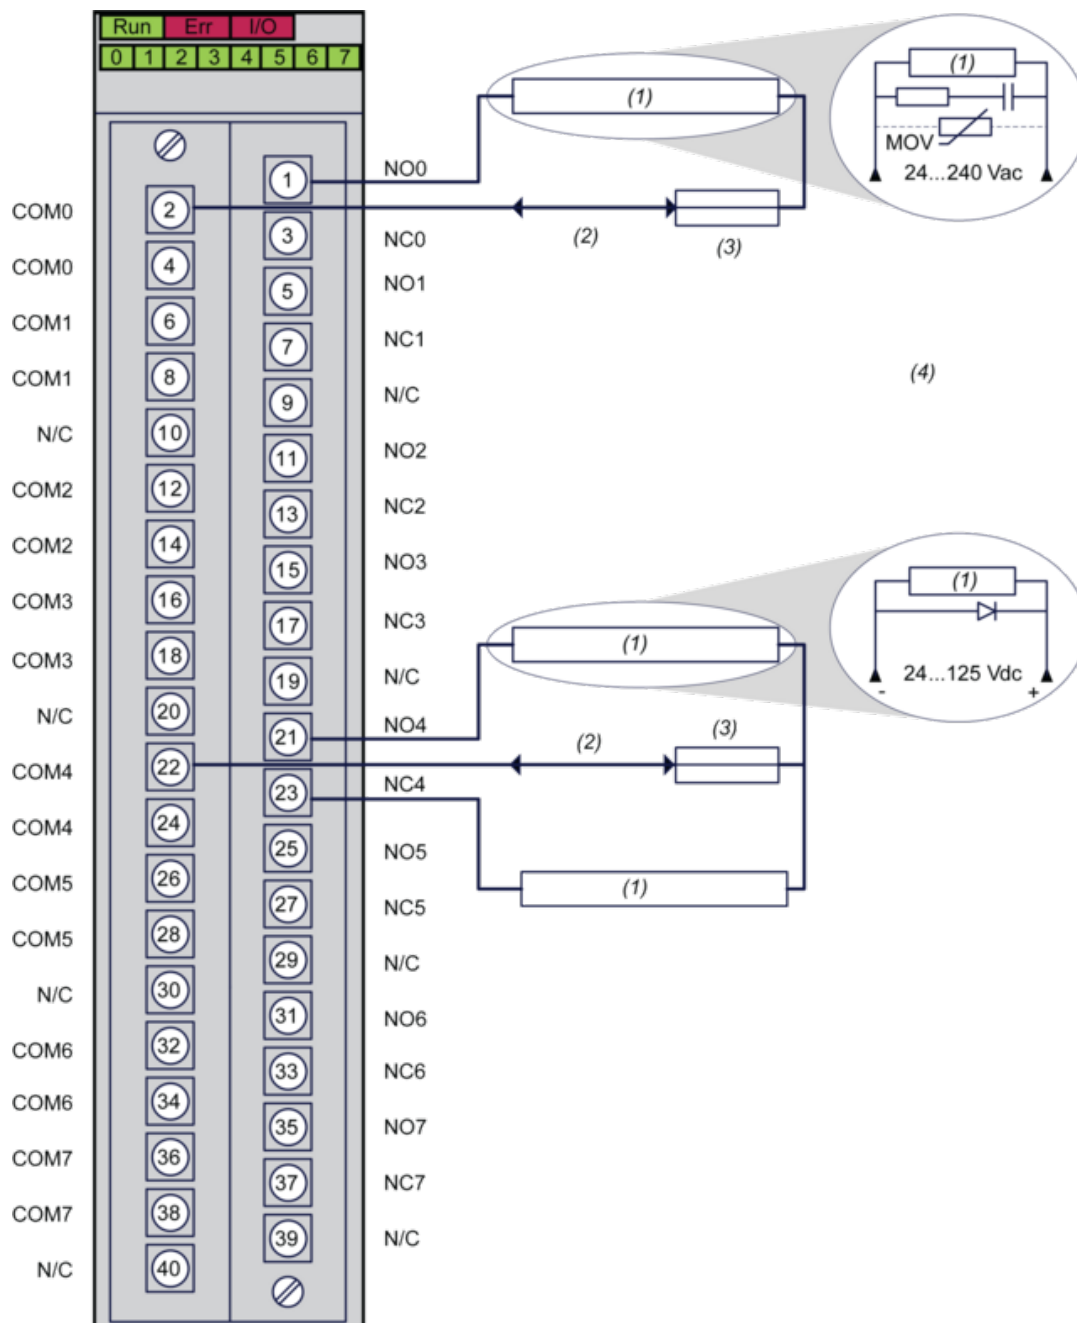 Run Err I/O
0 1 2 3 4 5 6 7
(1)
(1)
MOV
24...240 Vac
1 NO0
COM0 2
(2)
(3)
3 NC0
COM0 4
5 NO1
COM1 6
7 NC1
COM1 8
9 N/C
(4)
N/C 10
11 NO2
COM2 12
13 NC2
COM2 14
15 NO3
(1)
COM3 16
17 NC3
(1)
COM3 18
19 N/C
24...125 Vdc
- +
N/C 20
21 NO4
(2)
(3)
COM4 22
23 NC4
COM4 24
25 NO5
COM5 26
(1)
27 NC5
COM5 28
29 N/C
N/C 30
31 NO6
COM6 32
33 NC6
COM6 34
35 NO7
COM7 36
37 NC7
COM7 38
39 N/C
N/C 40